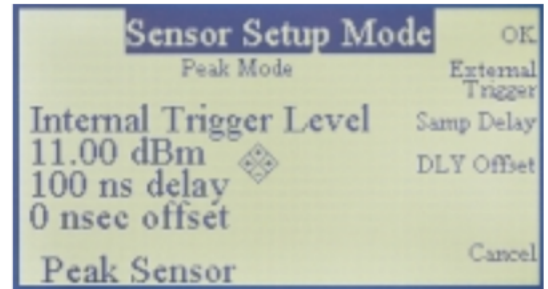 Sensor Setup Mode
Peak Mode
Internal Trigger Level
11.00 dBm
100 ns delay
0 nsec offset
Peak Sensor
OK
External
Trigger
Samp Delay
DLY Offset
Cancel